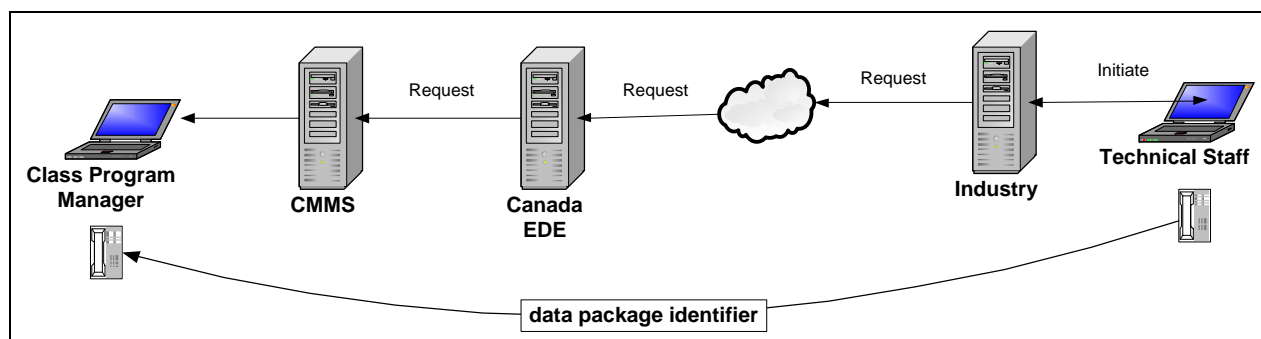 Request
Request
Request
Initiate
Class Program
Manager
CMMS
Canada
EDE
Industry
Technical Staff
data package identifier